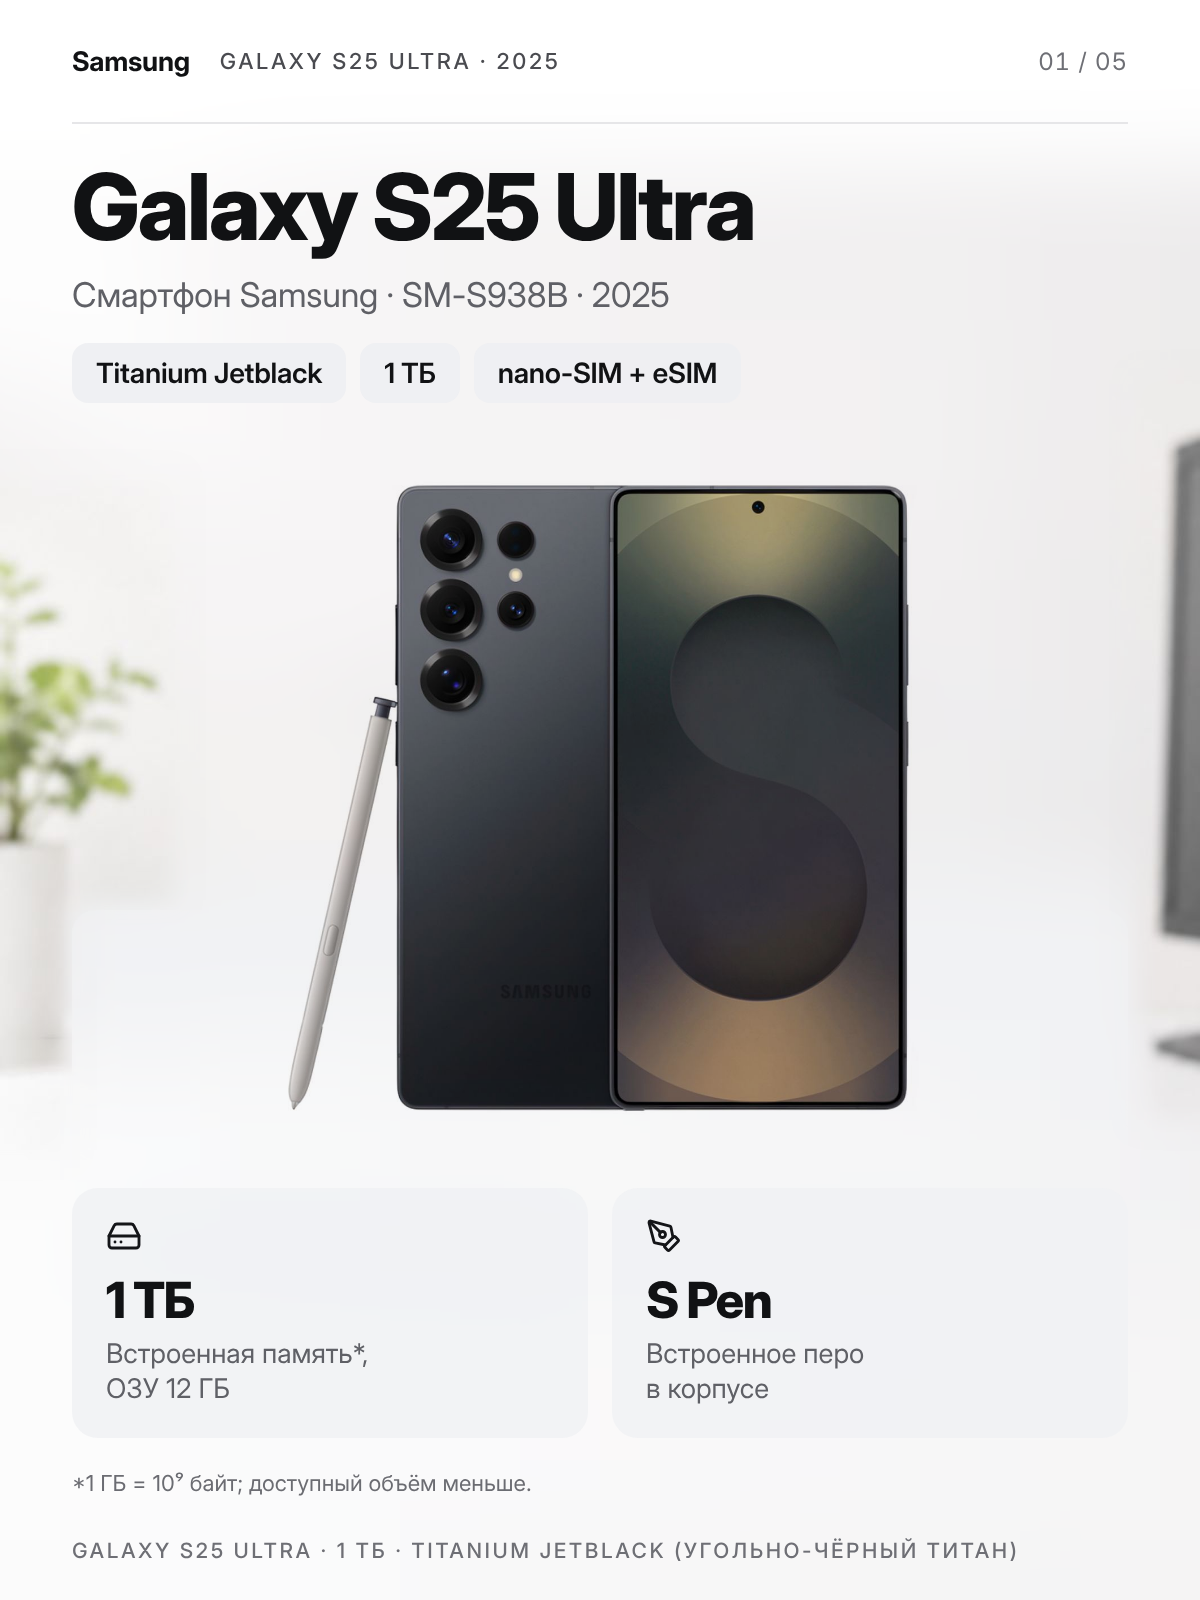 Samsung GALAXY S25 ULTRA · 2025 01 / 05
Galaxy S25 Ultra
Смартфон Samsung · SM-S938B · 2025
Titanium Jetblack 1 ТБ nano-SIM + eSIM
SAMSUNG
1 ТБ
Встроенная память*,
ОЗУ 12 ГБ
S Pen
Встроенное перо
в корпусе
*1 ГБ = 10⁹ байт; доступный объём меньше.
GALAXY S25 ULTRA · 1 ТБ · TITANIUM JETBLACK (УГОЛЬНО-ЧЁРНЫЙ ТИТАН)